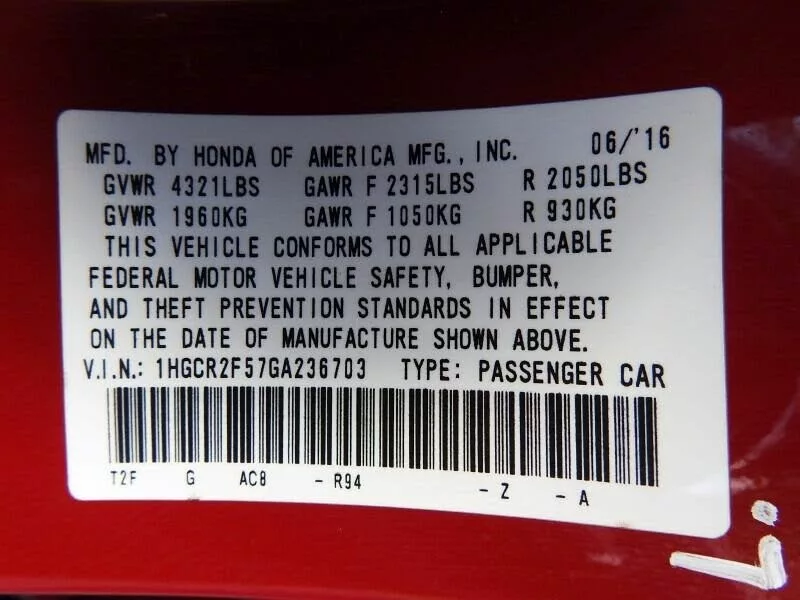 MFD. BY HONDA OF AMERICA MFG., INC. 06/'16
GVWR 4321LBS GAWR F 2315LBS R 2050LBS
GVWR 1960KG GAWR F 1050KG R 930KG
THIS VEHICLE CONFORMS TO ALL APPLICABLE
FEDERAL MOTOR VEHICLE SAFETY, BUMPER,
AND THEFT PREVENTION STANDARDS IN EFFECT
ON THE DATE OF MANUFACTURE SHOWN ABOVE.
V.I.N.: 1HGCR2F57GA236703 TYPE: PASSENGER CAR
T2F G AC8 - R94 - Z - A